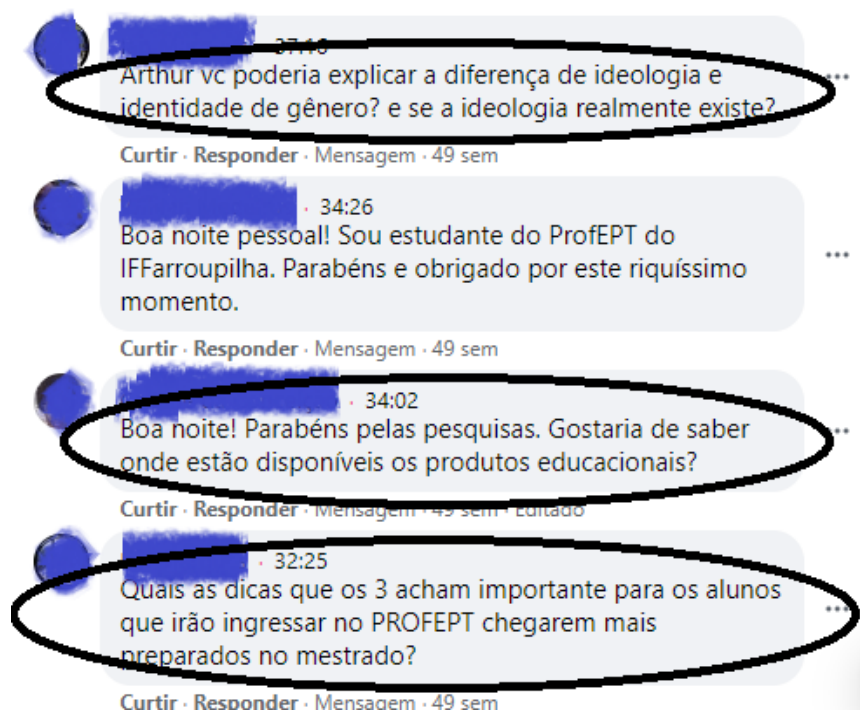 37:16
Arthur vc poderia explicar a diferença de ideologia e
identidade de gênero? e se a ideologia realmente existe?
Curtir · Responder · Mensagem · 49 sem
· 34:26
Boa noite pessoal! Sou estudante do ProfEPT do
IFFarroupilha. Parabéns e obrigado por este riquíssimo
momento.
Curtir · Responder · Mensagem · 49 sem
· 34:02
Boa noite! Parabéns pelas pesquisas. Gostaria de saber
onde estão disponíveis os produtos educacionais?
Curtir · Responder · Mensagem · 49 sem · Editado
· 32:25
Quais as dicas que os 3 acham importante para os alunos
que irão ingressar no PROFEPT chegarem mais
preparados no mestrado?
Curtir · Responder · Mensagem · 49 sem